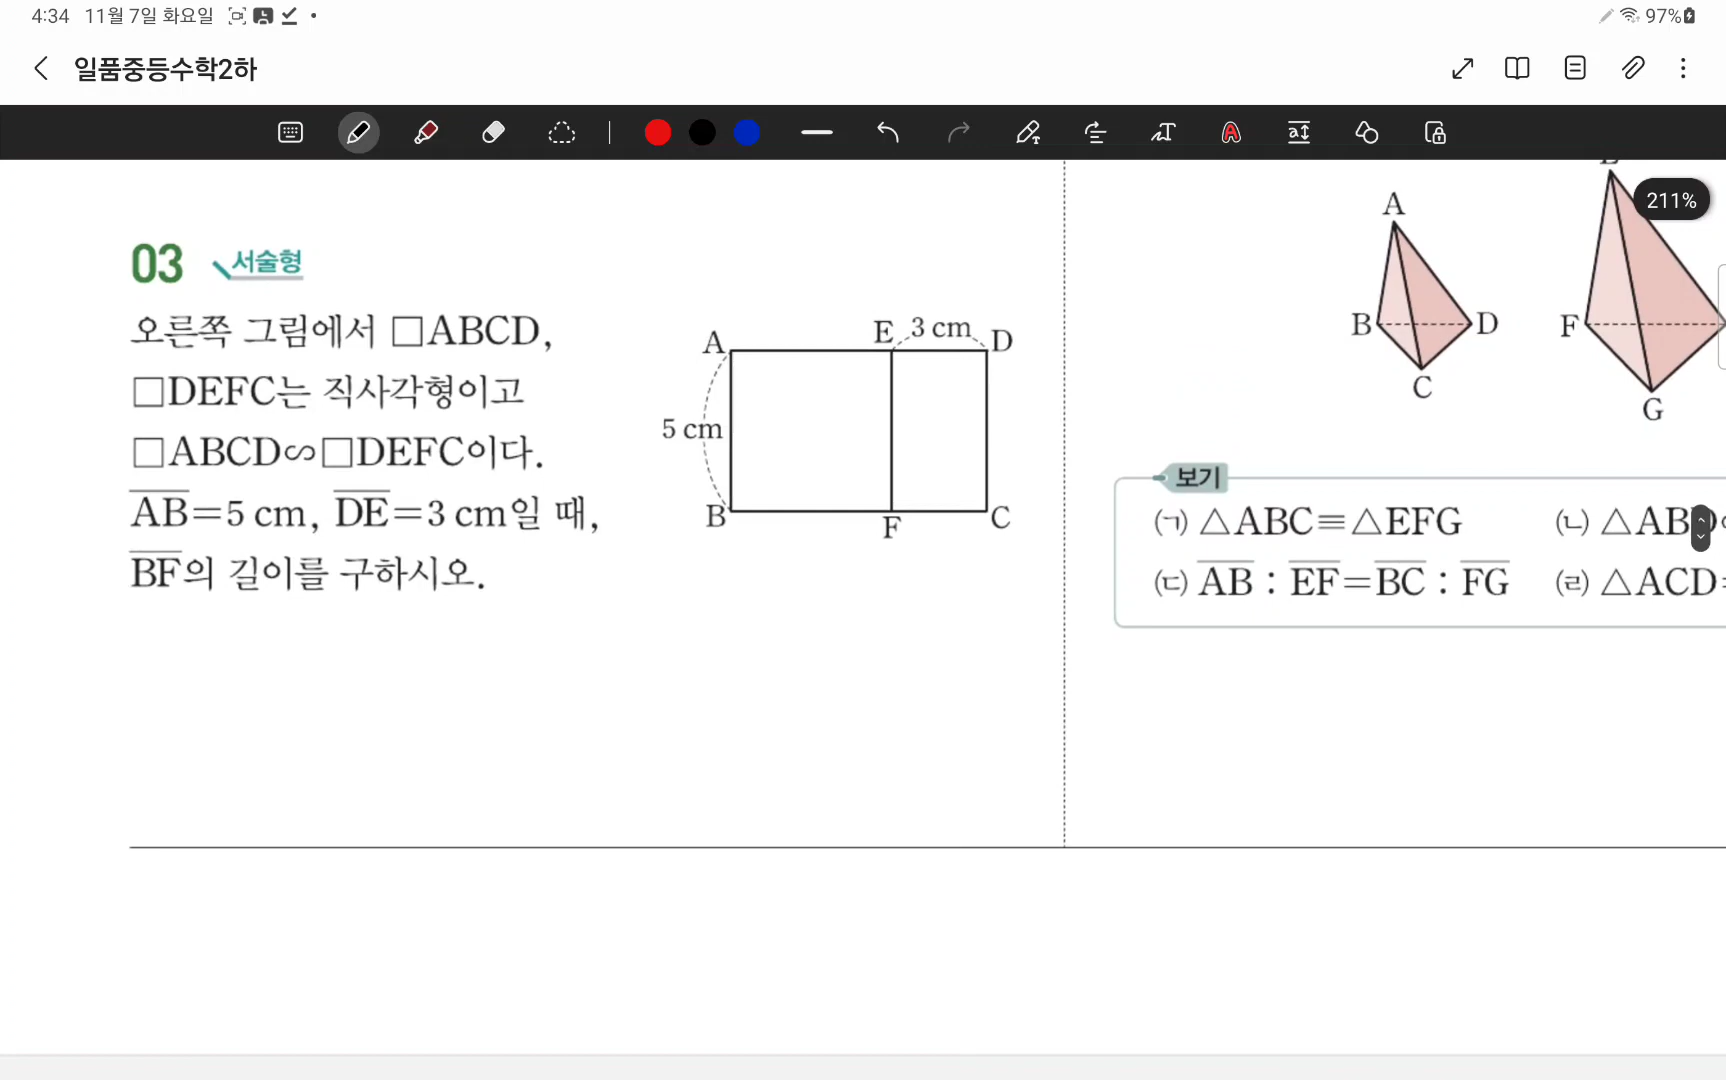 4:34 11월 7일 화요일
97%
일품중등수학2하
211%
03 서술형
오른쪽 그림에서 □ABCD,
□DEFC는 직사각형이고
□ABCD∽□DEFC이다.
AB=5 cm, DE=3 cm일 때,
BF의 길이를 구하시오.
A E 3 cm D
5 cm
B F C
A
B D
C
F
G
보기
(ㄱ) △ABC≡△EFG (ㄴ)
(ㄷ) AB : EF=BC : FG (ㄹ) △ACD